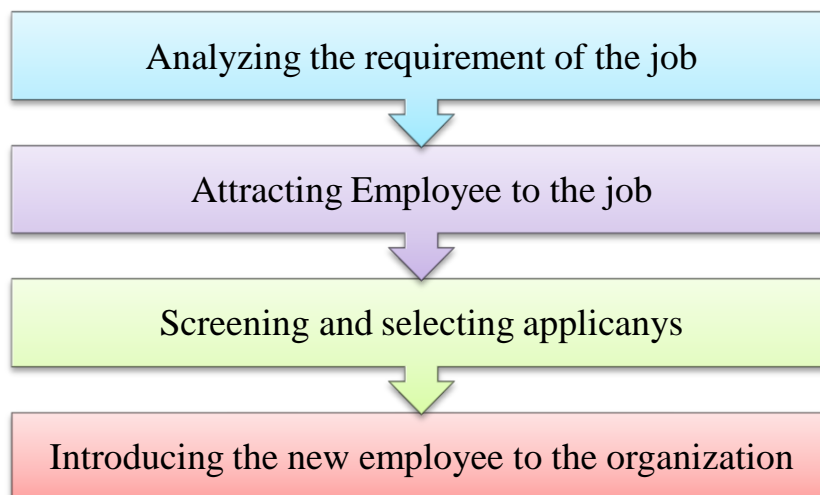 Analyzing the requirement of the job
Attracting Employee to the job
Screening and selecting applicanys
Introducing the new employee to the organization